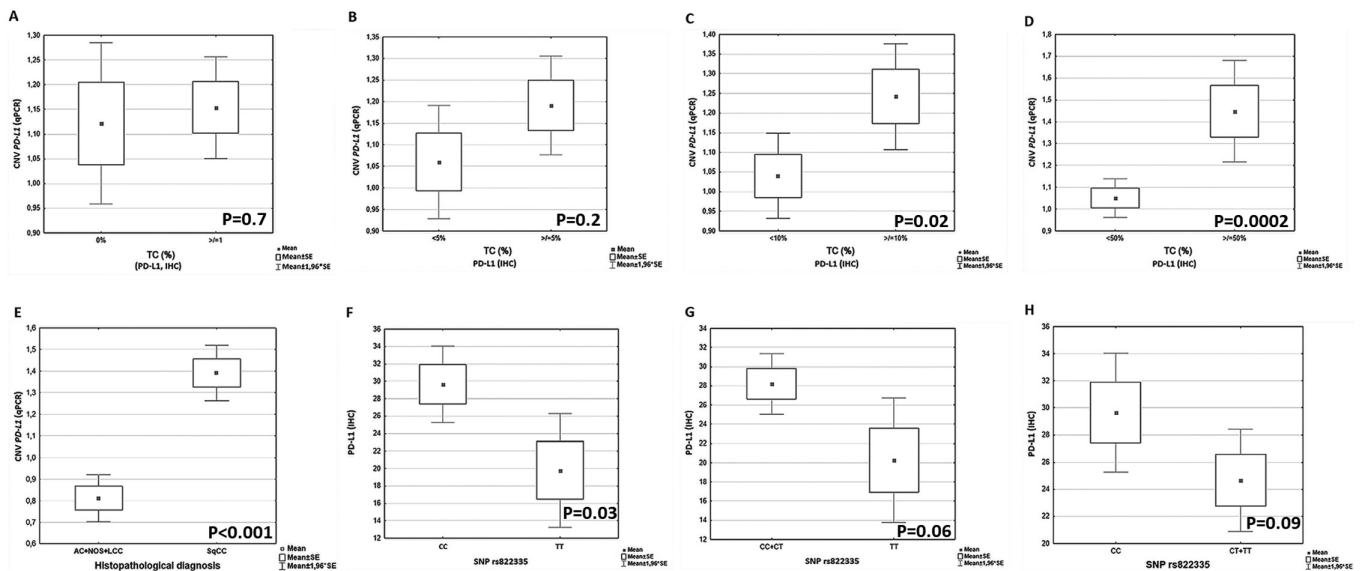 A
CNV PD-L1 (qPCR)
1,30
1,25
1,20
1,15
1,10
1,05
1,00
0,95
0,90
0%
>/=1
P=0.7
TC (%)
(PD-L1, IHC)
Mean
Mean±SE
Mean±1,96*SE
B
CNV PD-L1 (qPCR)
1,35
1,30
1,25
1,20
1,15
1,10
1,05
1,00
0,95
0,90
<5%
>/=5%
P=0.2
TC (%)
PD-L1 (IHC)
Mean
Mean±SE
Mean±1,96*SE
C
CNV PD-L1 (qPCR)
1,40
1,35
1,30
1,25
1,20
1,15
1,10
1,05
1,00
0,95
0,90
<10%
>/=10%
P=0.02
TC (%)
PD-L1 (IHC)
Mean
Mean±SE
Mean±1,96*SE
D
CNV PD-L1 (qPCR)
1,8
1,7
1,6
1,5
1,4
1,3
1,2
1,1
1,0
0,9
<50%
>/=50%
P=0.0002
TC (%)
PD-L1 (IHC)
Mean
Mean±SE
Mean±1,96*SE
E
CNV PD-L1 (qPCR)
1,6
1,5
1,4
1,3
1,2
1,1
1,0
0,9
0,8
0,7
0,6
AC+NOS+LCC
SqCC
P<0.001
Histopathological diagnosis
Mean
Mean±SE
Mean±1,96*SE
F
PD-L1 (IHC)
36
34
32
30
28
26
24
22
20
18
16
14
12
CC
TT
P=0.03
SNP rs822335
Mean
Mean±SE
Mean±1,96*SE
G
PD-L1 (IHC)
36
34
32
30
28
26
24
22
20
18
16
14
12
CC+CT
TT
P=0.06
SNP rs822335
Mean
Mean±SE
Mean±1,96*SE
H
PD-L1 (IHC)
36
34
32
30
28
26
24
22
20
CC
CT+TT
P=0.09
SNP rs822335
Mean
Mean±SE
Mean±1,96*SE